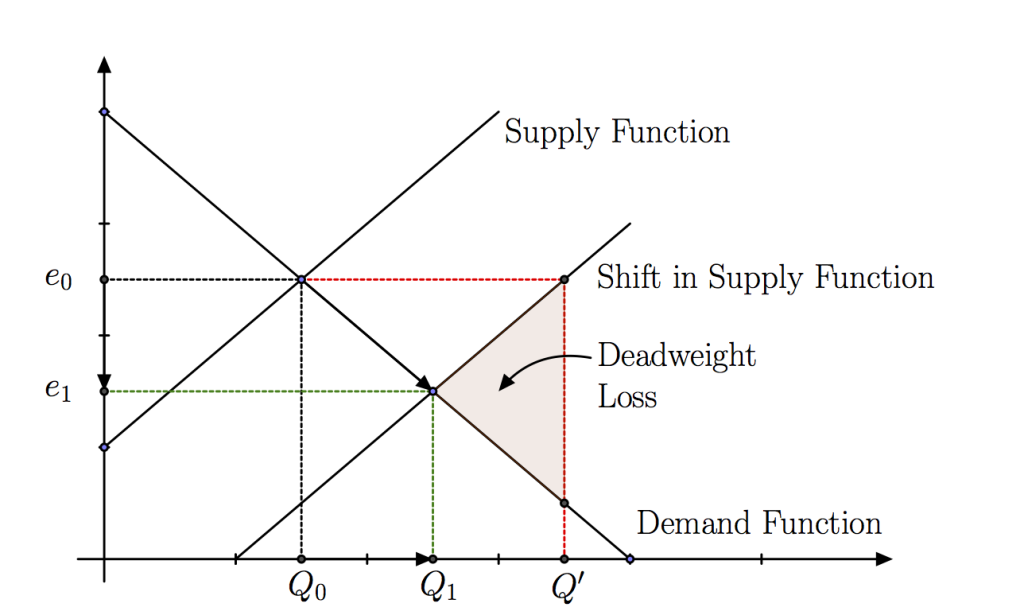 Supply Function
e₀
Shift in Supply Function
Deadweight
Loss
e₁
Demand Function
Q₀
Q₁
Q′